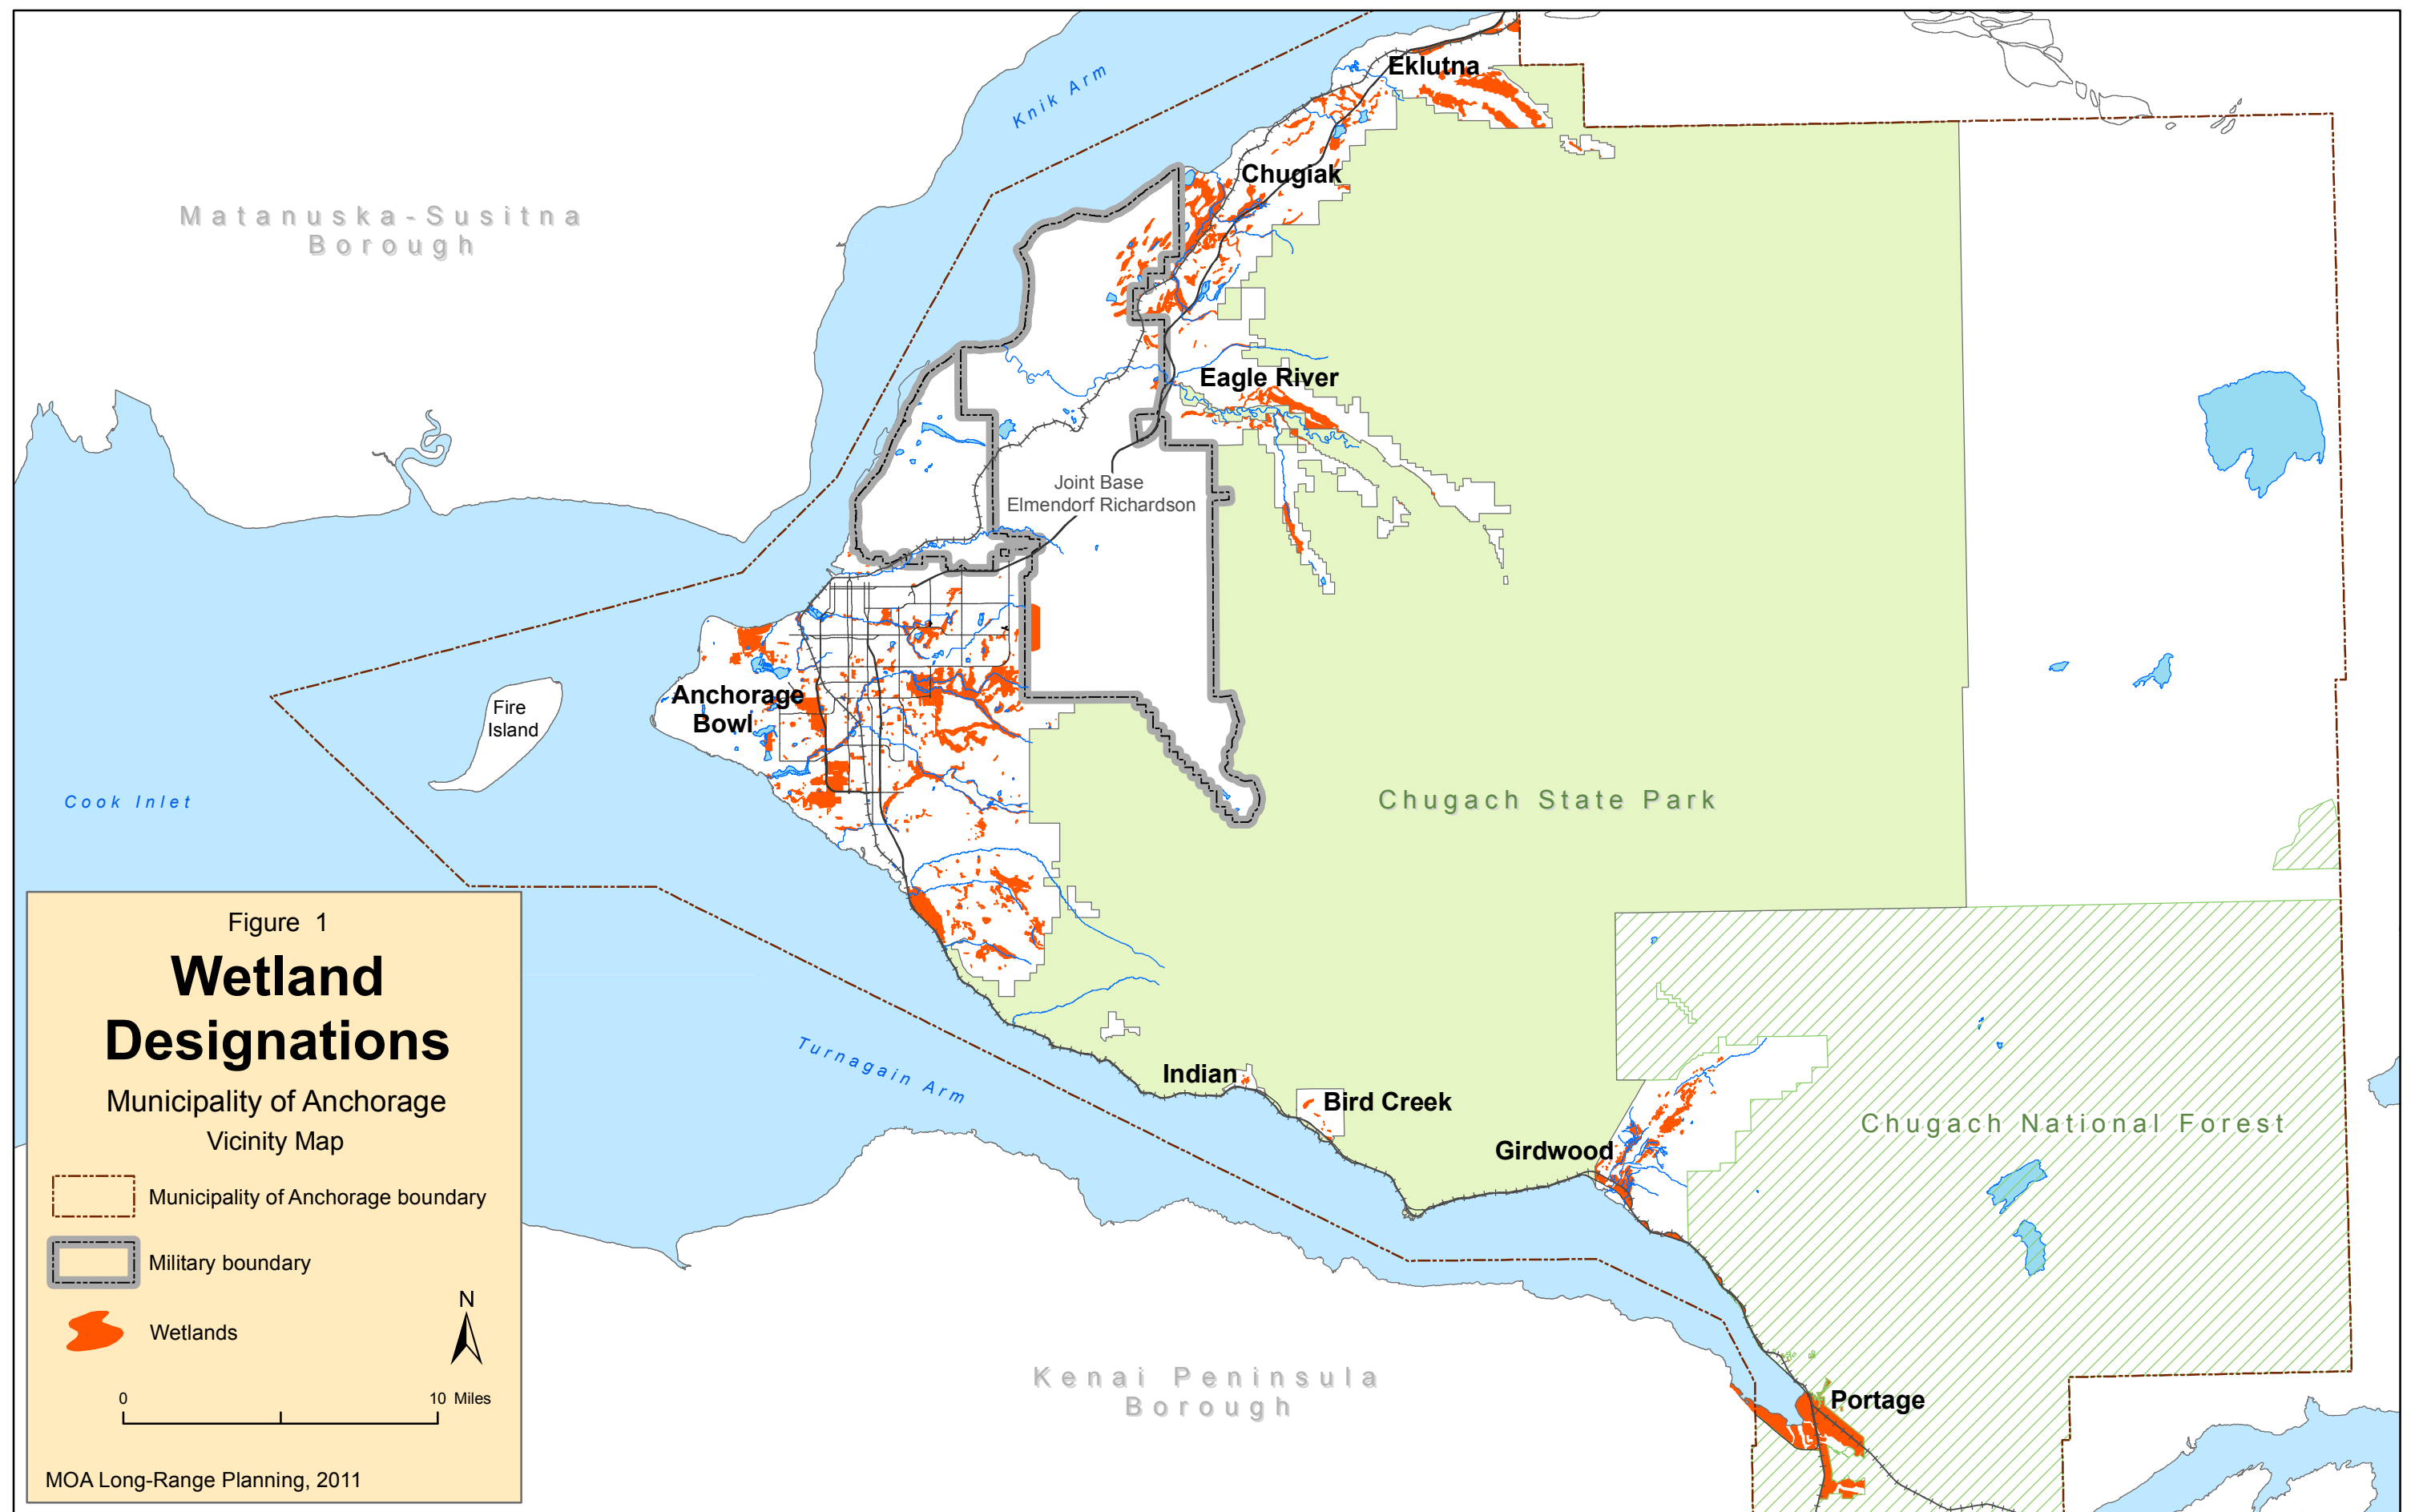 Eklutna
Knik Arm
Chugiak
Matanuska-Susitna
Borough
Eagle River
Joint Base
Elmendorf Richardson
Anchorage
Bowl
Fire
Island
Cook Inlet
Chugach State Park
Turnagain Arm
Indian
Bird Creek
Girdwood
Chugach National Forest
Kenai Peninsula
Borough
Portage
Figure 1
Wetland
Designations
Municipality of Anchorage
Vicinity Map
Municipality of Anchorage boundary
Military boundary
N
Wetlands
0 10 Miles
MOA Long-Range Planning, 2011